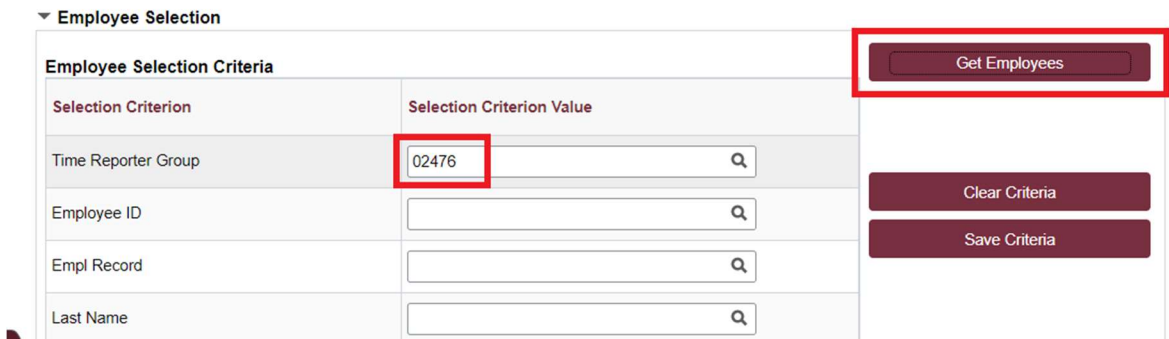 Employee Selection
Employee Selection Criteria
Get Employees
Selection Criterion Selection Criterion Value
Time Reporter Group 02476
Clear Criteria
Employee ID
Save Criteria
Empl Record
Last Name